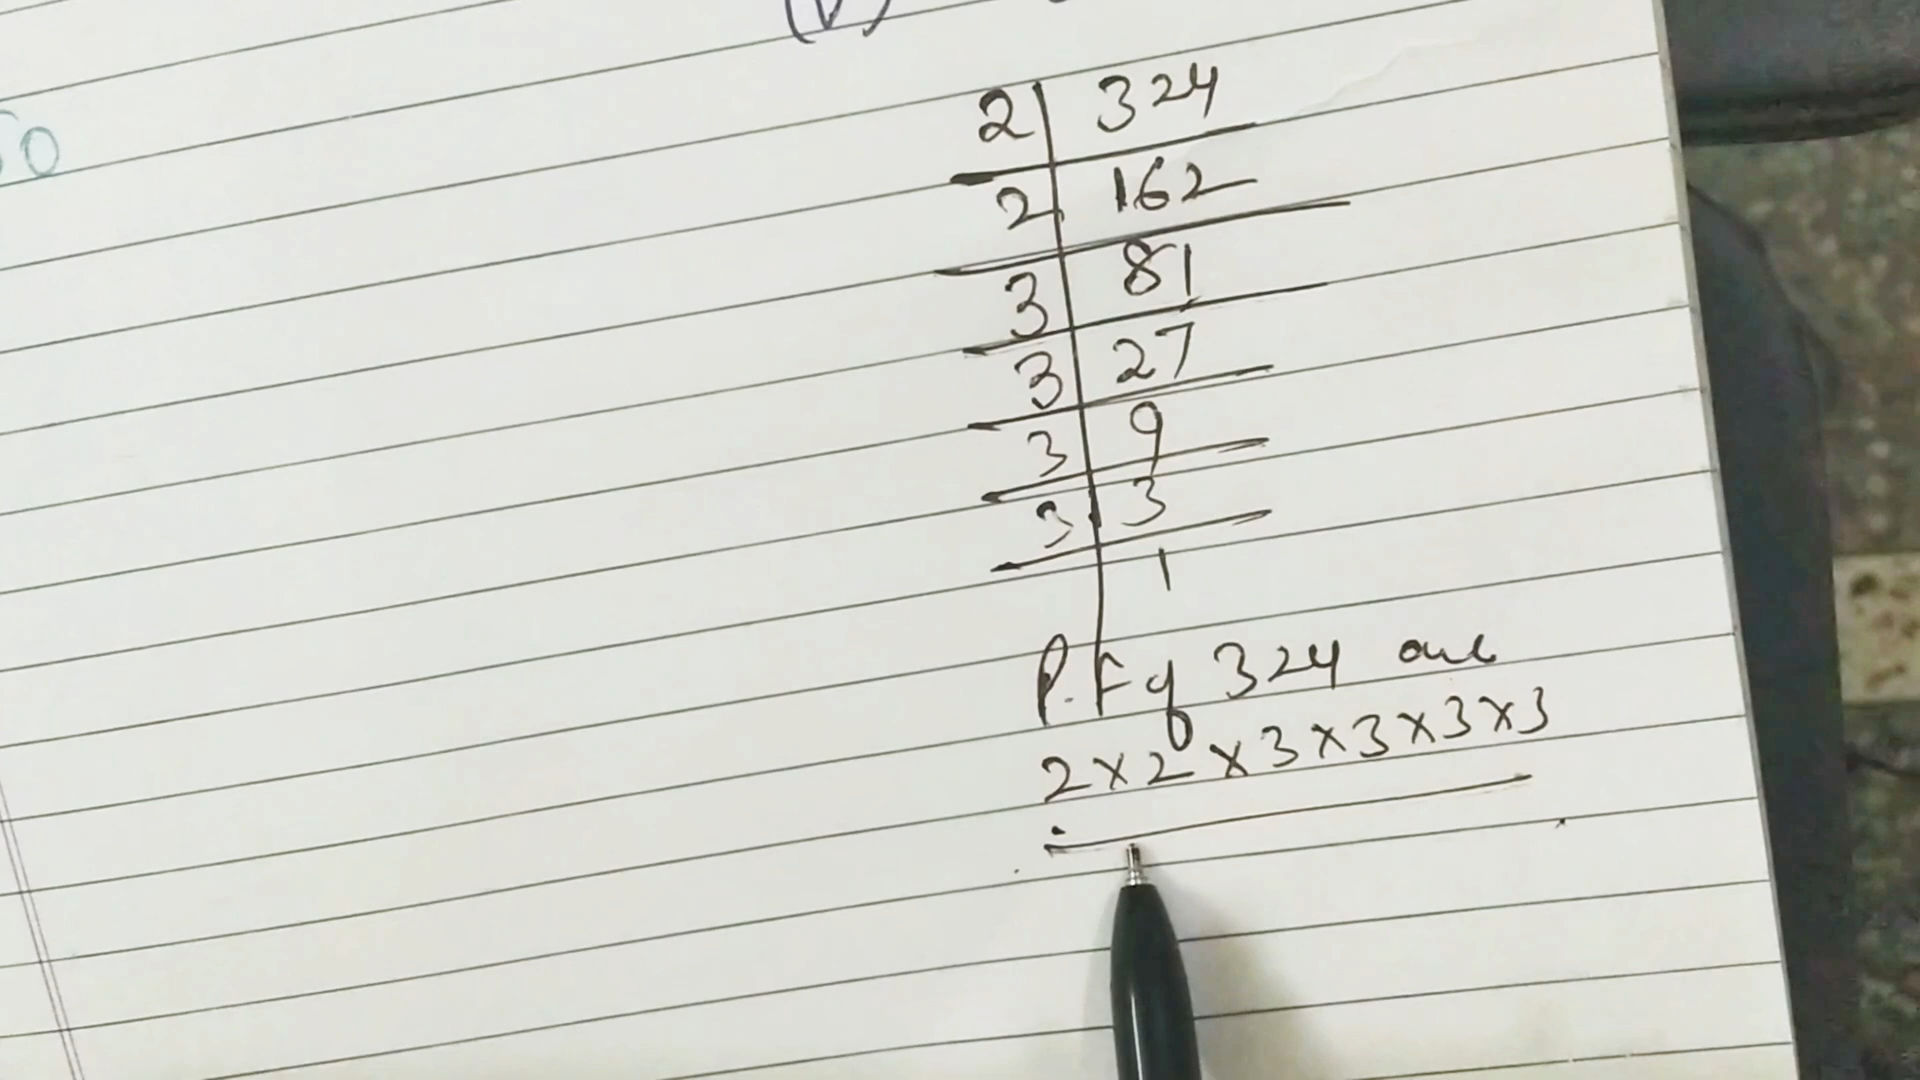 (v)
50
2 | 324
2 | 162
3 | 81
3 | 27
3 | 9
3 | 3
1
P.F of 324 are
2 × 2 × 3 × 3 × 3 × 3